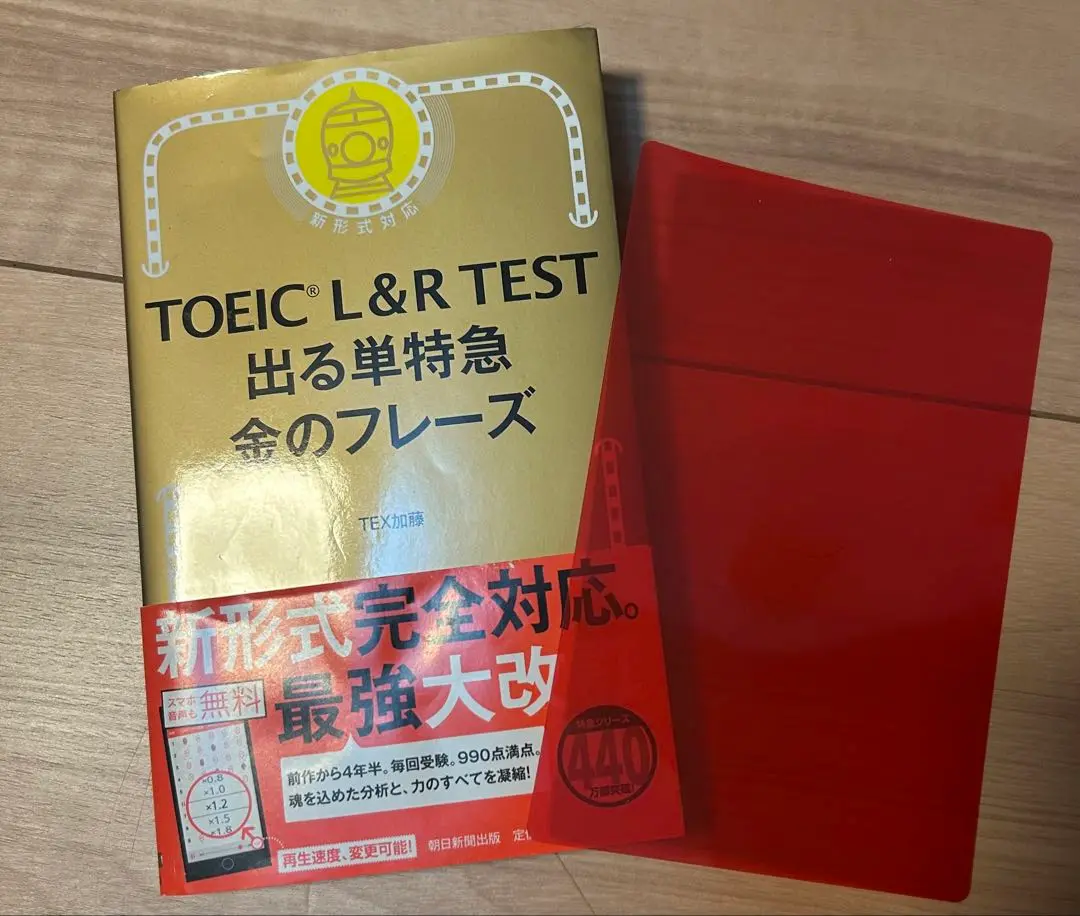 新形式対応
TOEIC® L&R TEST
出る単特急
金のフレーズ
TEX加藤
新形式完全対応。
最強大改
スマホ
音声も
無料
特急シリーズ
440
万部突破!
前作から4年半。毎回受験。990点満点。
魂を込めた分析と、力のすべてを凝縮!
×0.8
×1.0
×1.2
×1.5
×1.8
再生速度、変更可能!
朝日新聞出版